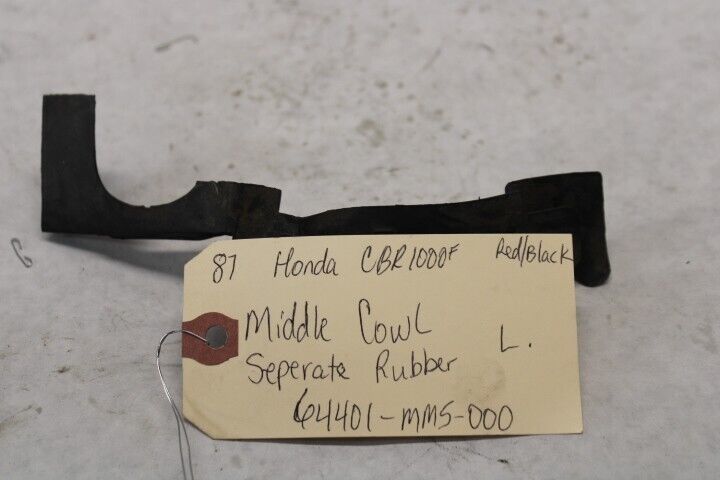 87 Honda CBR1000F Red/Black
Middle Cowl L.
Seperate Rubber
64401-MM5-000